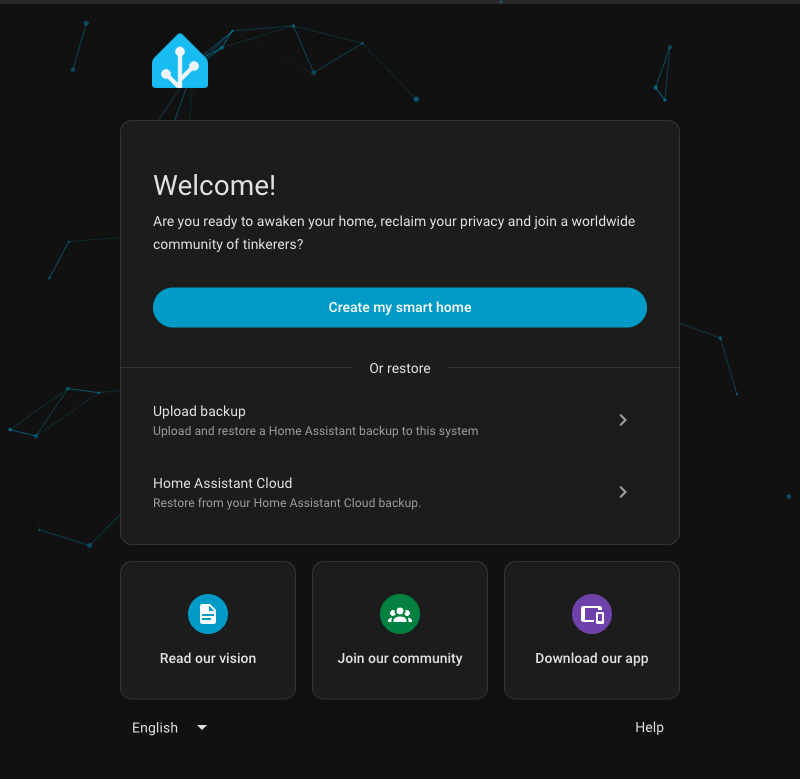 Welcome!
Are you ready to awaken your home, reclaim your privacy and join a worldwide
community of tinkerers?
Create my smart home
Or restore
Upload backup
Upload and restore a Home Assistant backup to this system
Home Assistant Cloud
Restore from your Home Assistant Cloud backup.
Read our vision
Join our community
Download our app
English
Help